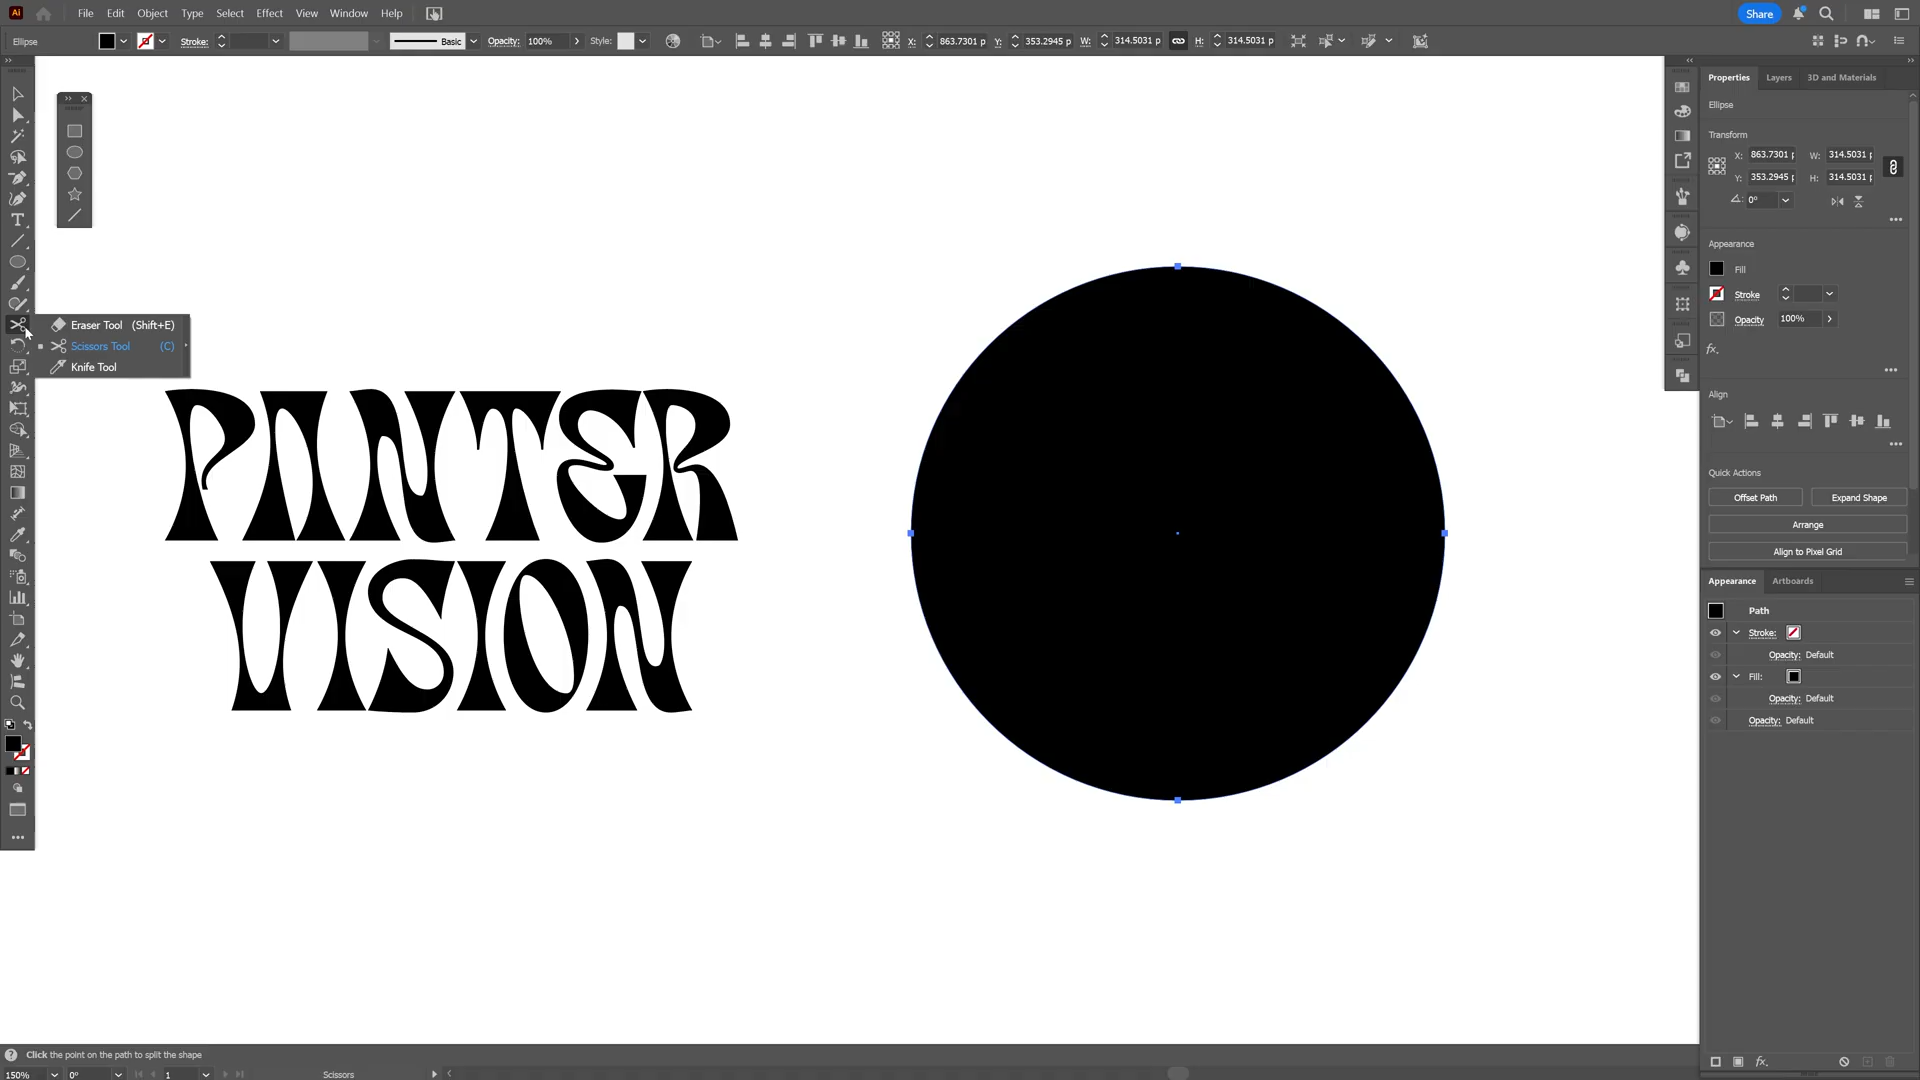 Ai File Edit Object Type Select Effect View Window Help Share
Ellipse Stroke: Basic Opacity: 100% Style: X: 863.7301 p Y: 353.2945 p W: 314.5031 p H: 314.5031 p
Properties Layers 3D and Materials
Ellipse
Transform
X: 863.7301 p W: 314.5031 p
Y: 353.2945 p H: 314.5031 p
0°
Appearance
Fill
Stroke
Opacity 100%
fx.
Align
Quick Actions
Offset Path Expand Shape
Arrange
Align to Pixel Grid
Appearance Artboards
Path
Stroke:
Opacity: Default
Fill:
Opacity: Default
Opacity: Default
fx.
Eraser Tool (Shift+E)
Scissors Tool (C)
Knife Tool
PINTER
VISION
Click the point on the path to split the shape
150% 0° 1 Scissors